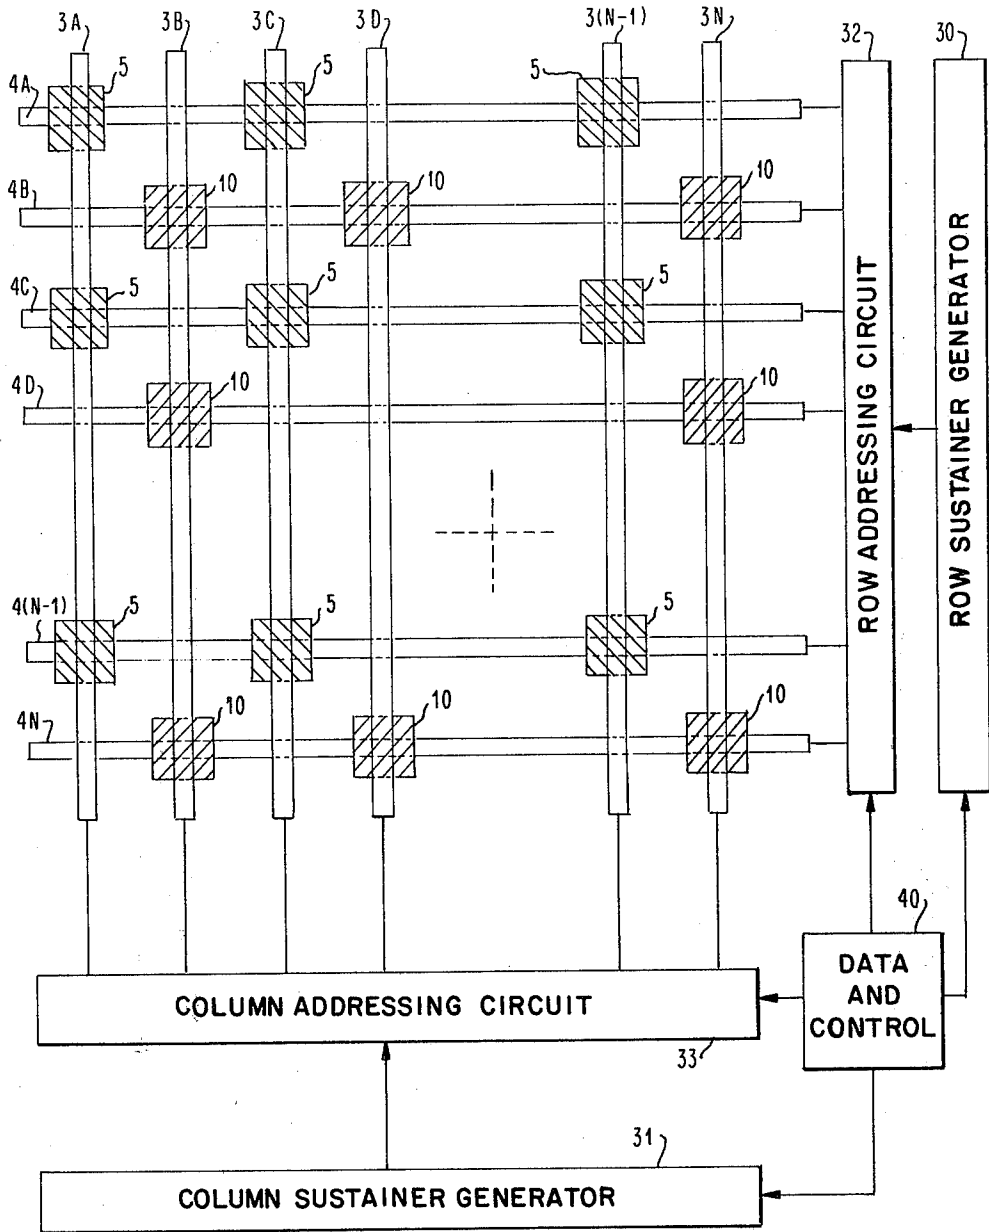 3A 3B 3C 3D 3(N-1) 3N 32 30
5 5 5
4A
4B 10 10 10
4C 5 5 5
4D 10 10
ROW ADDRESSING CIRCUIT
ROW SUSTAINER GENERATOR
4(N-1) 5 5 5
4N 10 10 10
40
DATA
AND
CONTROL
COLUMN ADDRESSING CIRCUIT
33
31
COLUMN SUSTAINER GENERATOR